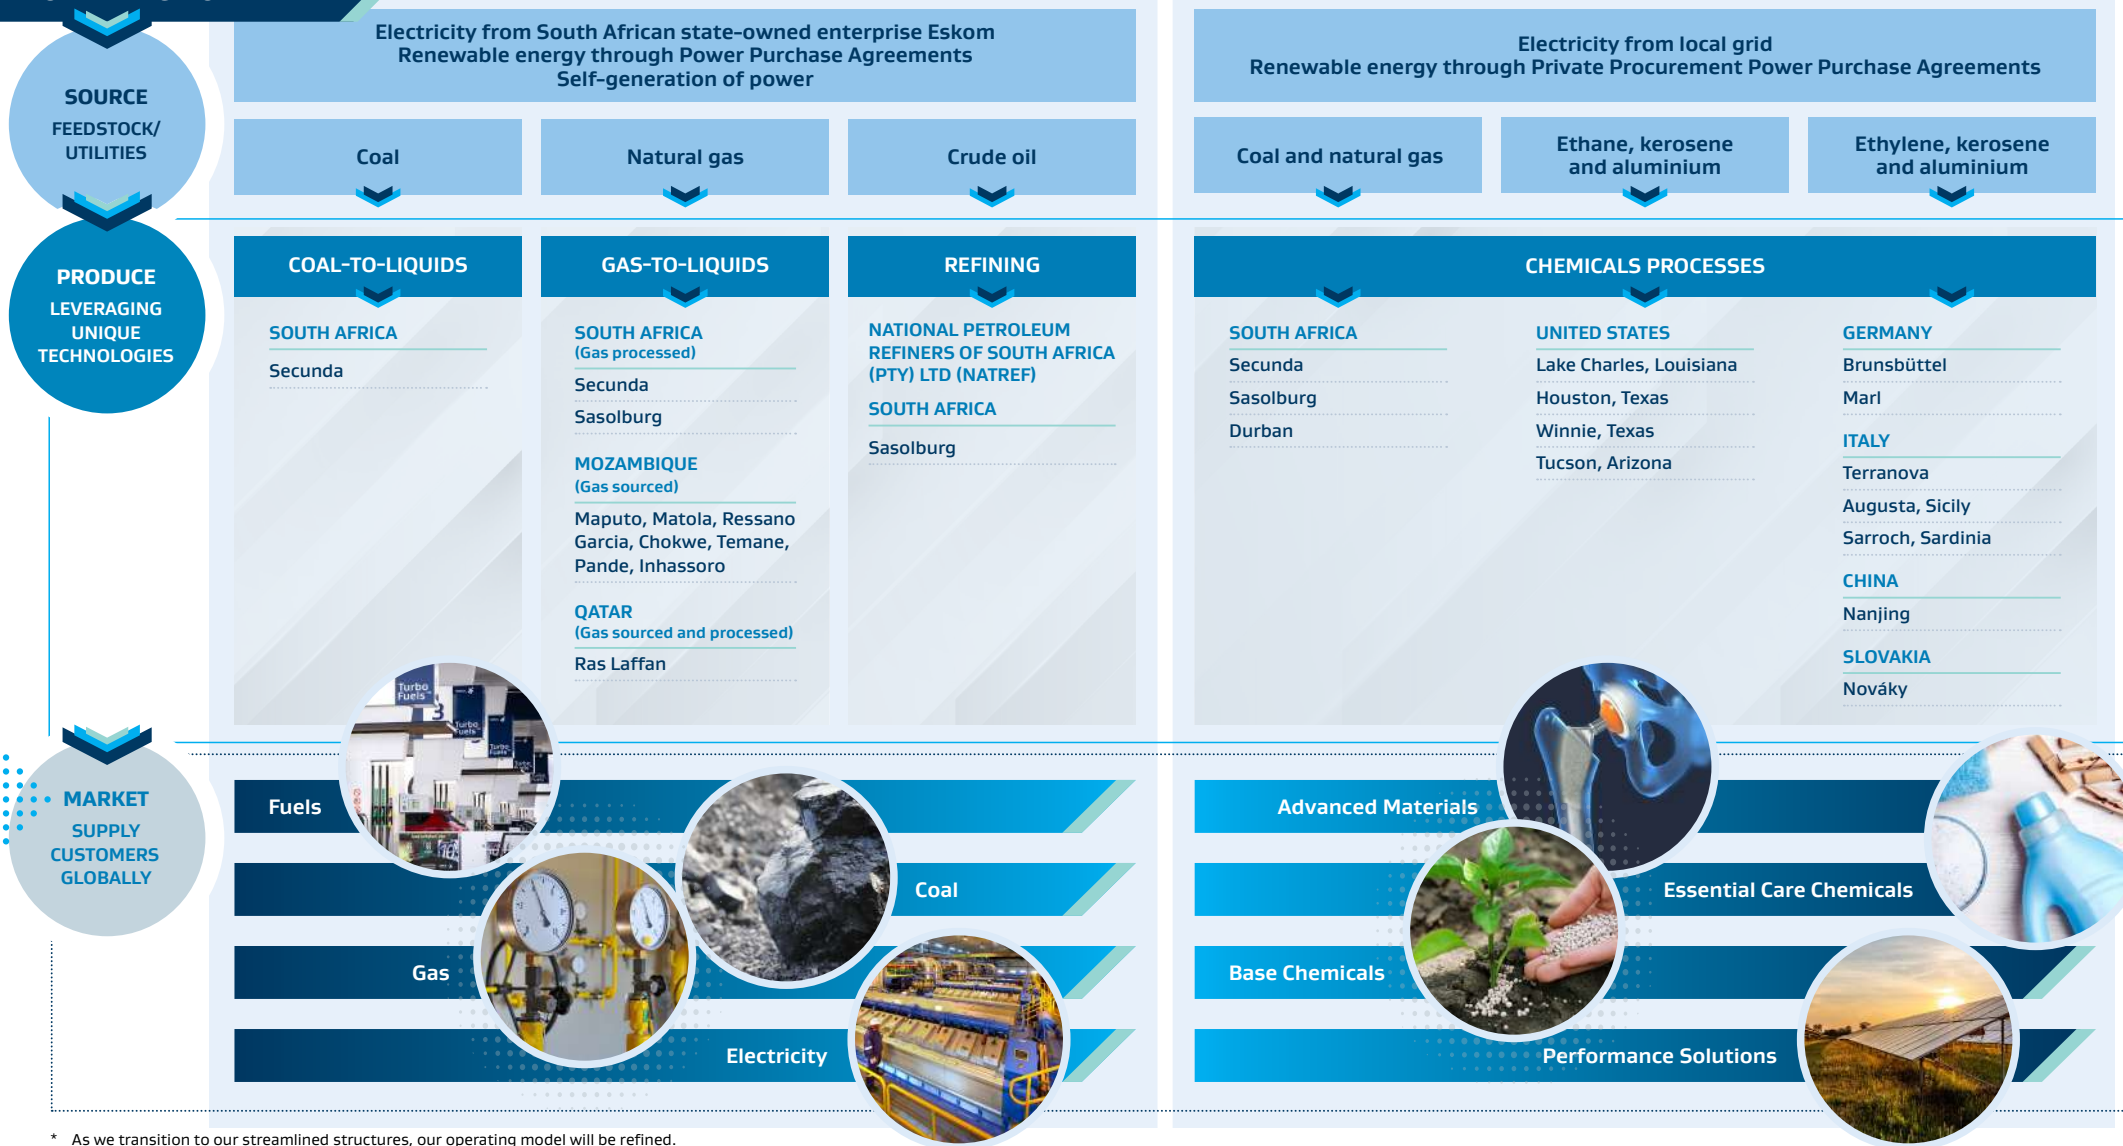 Electricity from South African state-owned enterprise Eskom
Renewable energy through Power Purchase Agreements
Self-generation of power
Electricity from local grid
Renewable energy through Private Procurement Power Purchase Agreements
SOURCE
FEEDSTOCK/
UTILITIES
Coal
Natural gas
Crude oil
Coal and natural gas
Ethane, kerosene
and aluminium
Ethylene, kerosene
and aluminium
PRODUCE
LEVERAGING
UNIQUE
TECHNOLOGIES
COAL-TO-LIQUIDS
SOUTH AFRICA
Secunda
GAS-TO-LIQUIDS
SOUTH AFRICA
(Gas processed)
Secunda
Sasolburg
MOZAMBIQUE
(Gas sourced)
Maputo, Matola, Ressano
Garcia, Chokwe, Temane,
Pande, Inhassoro
QATAR
(Gas sourced and processed)
Ras Laffan
REFINING
NATIONAL PETROLEUM
REFINERS OF SOUTH AFRICA
(PTY) LTD (NATREF)
SOUTH AFRICA
Sasolburg
CHEMICALS PROCESSES
SOUTH AFRICA
Secunda
Sasolburg
Durban
UNITED STATES
Lake Charles, Louisiana
Houston, Texas
Winnie, Texas
Tucson, Arizona
GERMANY
Brunsbüttel
Marl
ITALY
Terranova
Augusta, Sicily
Sarroch, Sardinia
CHINA
Nanjing
SLOVAKIA
Nováky
MARKET
SUPPLY
CUSTOMERS
GLOBALLY
Turbo
Fuels
3
Turbo
Fuels
Turbo
Fuels
Fuels
Coal
Gas
Electricity
Advanced Materials
Essential Care Chemicals
Base Chemicals
Performance Solutions
* As we transition to our streamlined structures, our operating model will be refined.